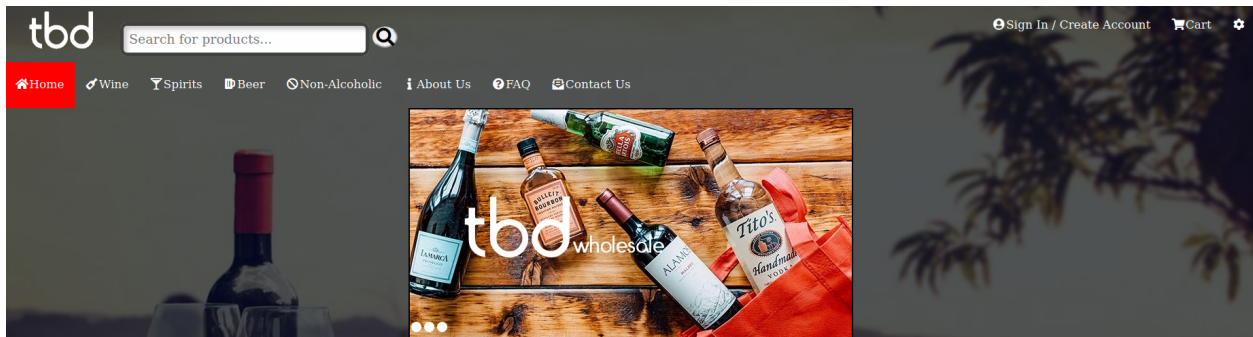 tbd
Search for products...
Sign In / Create Account
Cart
Home
Wine
Spirits
Beer
Non-Alcoholic
About Us
FAQ
Contact Us
STELLA
ARTOIS
BULLEIT
BOURBON
LAMARCA
tbd wholesale
ALAMOS
MALBEC
Tito's
Handmade
VODKA